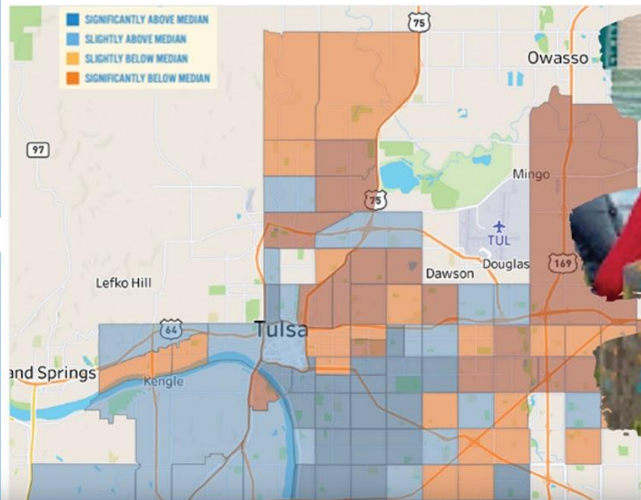 SIGNIFICANTLY ABOVE MEDIAN
SLIGHTLY ABOVE MEDIAN
SLIGHTLY BELOW MEDIAN
SIGNIFICANTLY BELOW MEDIAN
75
Owasso
97
Mingo
75
TUL
Douglas
169
Dawson
Lefko Hill
64
Tulsa
and Springs
Kengle